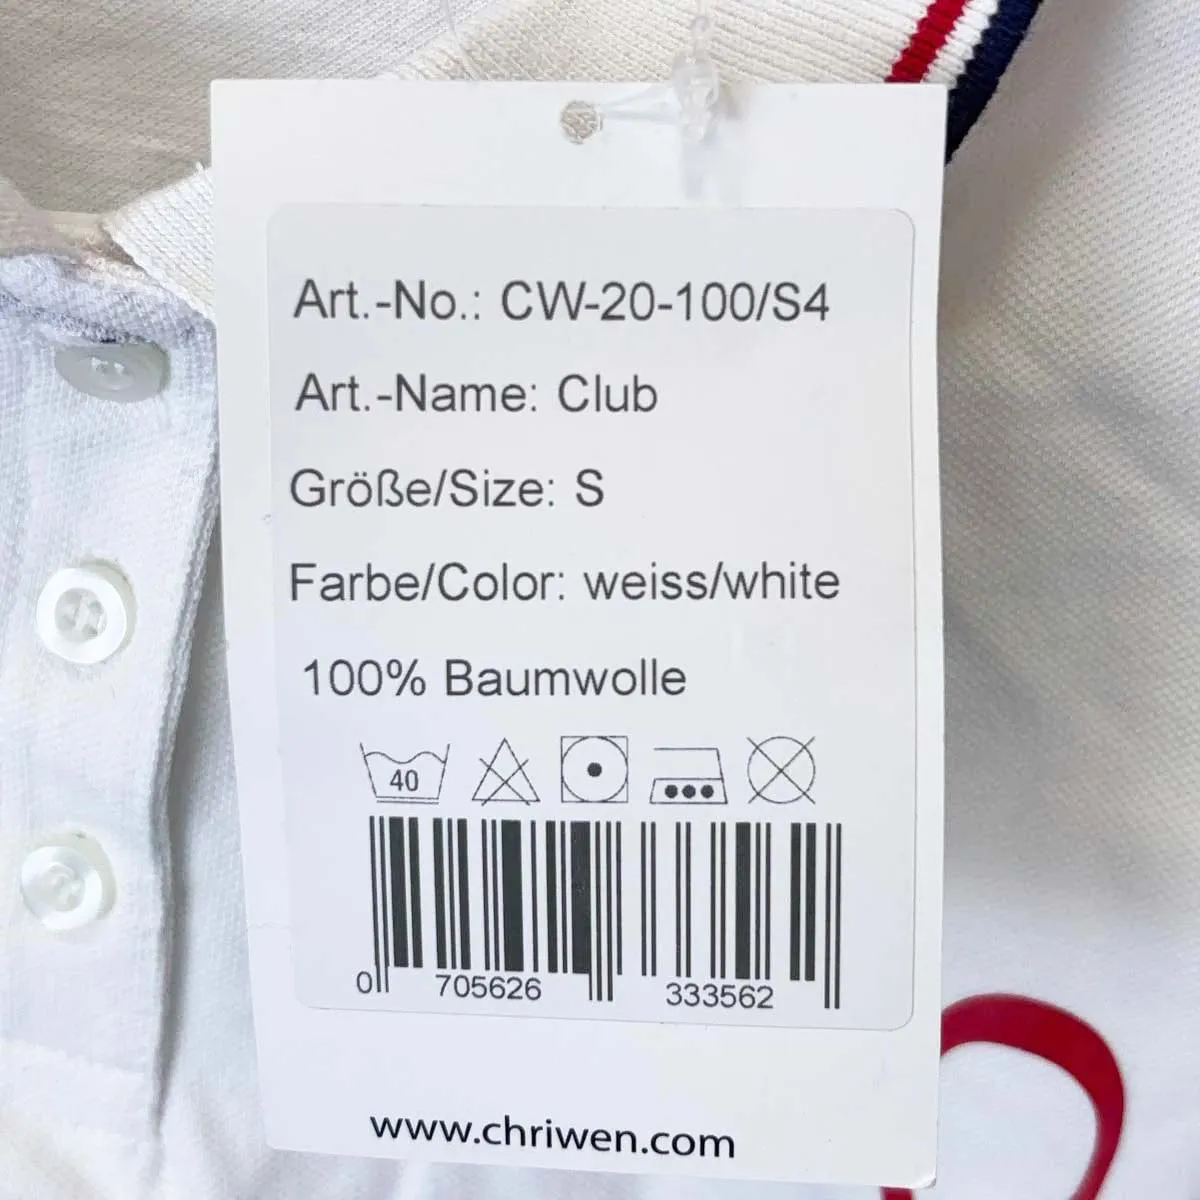 Art.-No.: CW-20-100/S4
Art.-Name: Club
Größe/Size: S
Farbe/Color: weiss/white
100% Baumwolle
40
0 705626 333562
www.chriwen.com